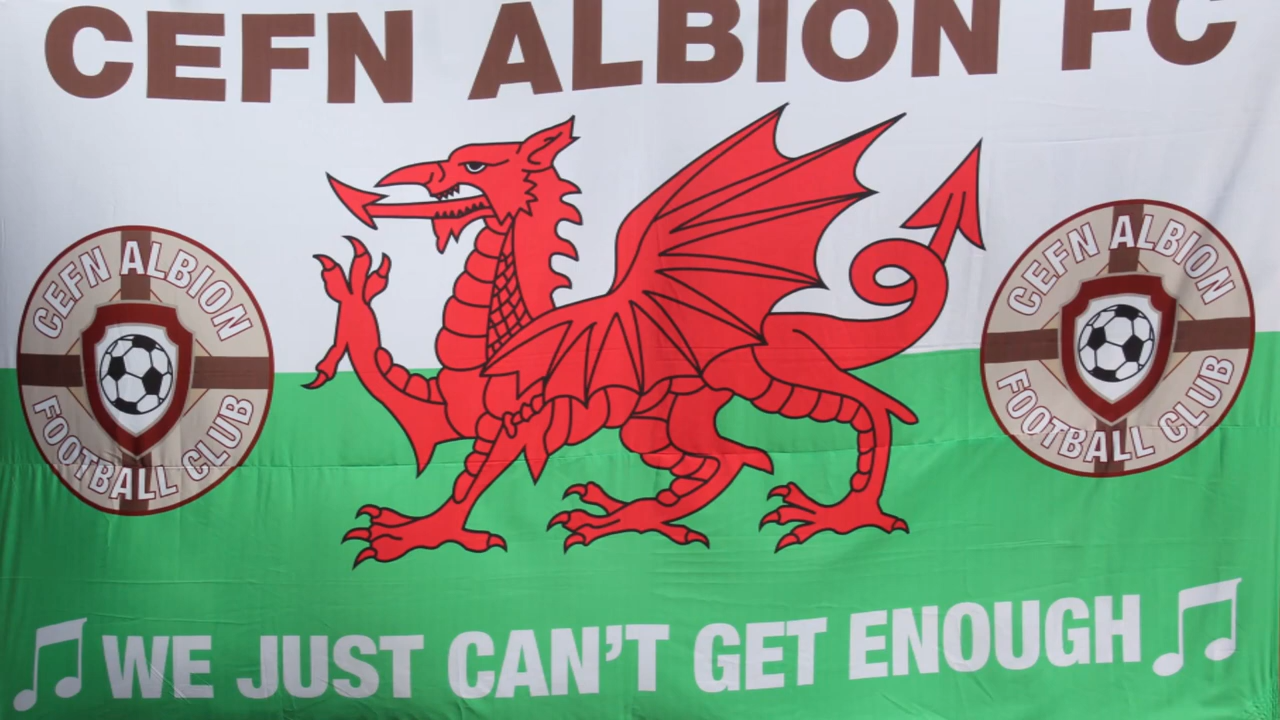 CEFN ALBION FC
CEFN ALBION
FOOTBALL CLUB
CEFN ALBION
FOOTBALL CLUB
WE JUST CAN'T GET ENOUGH